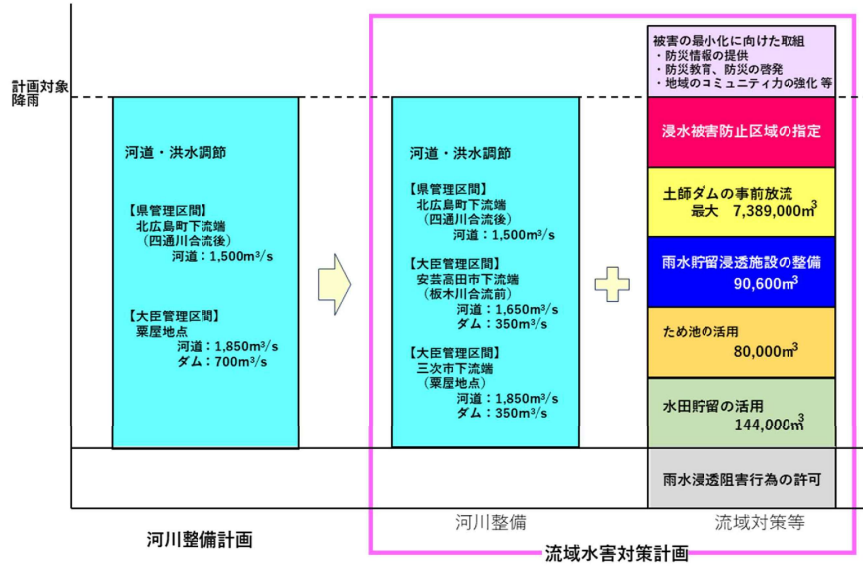 計画対象
降雨
河道・洪水調節
【県管理区間】
北広島町下流端
（四通川合流後）
河道：1,500m³/s
【大臣管理区間】
粟屋地点
河道：1,850m³/s
ダム：700m³/s
河川整備計画
河道・洪水調節
【県管理区間】
北広島町下流端
（四通川合流後）
河道：1,500m³/s
【大臣管理区間】
安芸高田市下流端
（板木川合流前）
河道：1,650m³/s
ダム：350m³/s
【大臣管理区間】
三次市下流端
（粟屋地点）
河道：1,850m³/s
ダム：350m³/s
河川整備
被害の最小化に向けた取組
・防災情報の提供
・防災教育、防災の啓発
・地域のコミュニティ力の強化 等
浸水被害防止区域の指定
土師ダムの事前放流
最大 7,389,000m³
雨水貯留浸透施設の整備
90,600m³
ため池の活用
80,000m³
水田貯留の活用
144,000m³
雨水浸透阻害行為の許可
流域対策等
流域水害対策計画